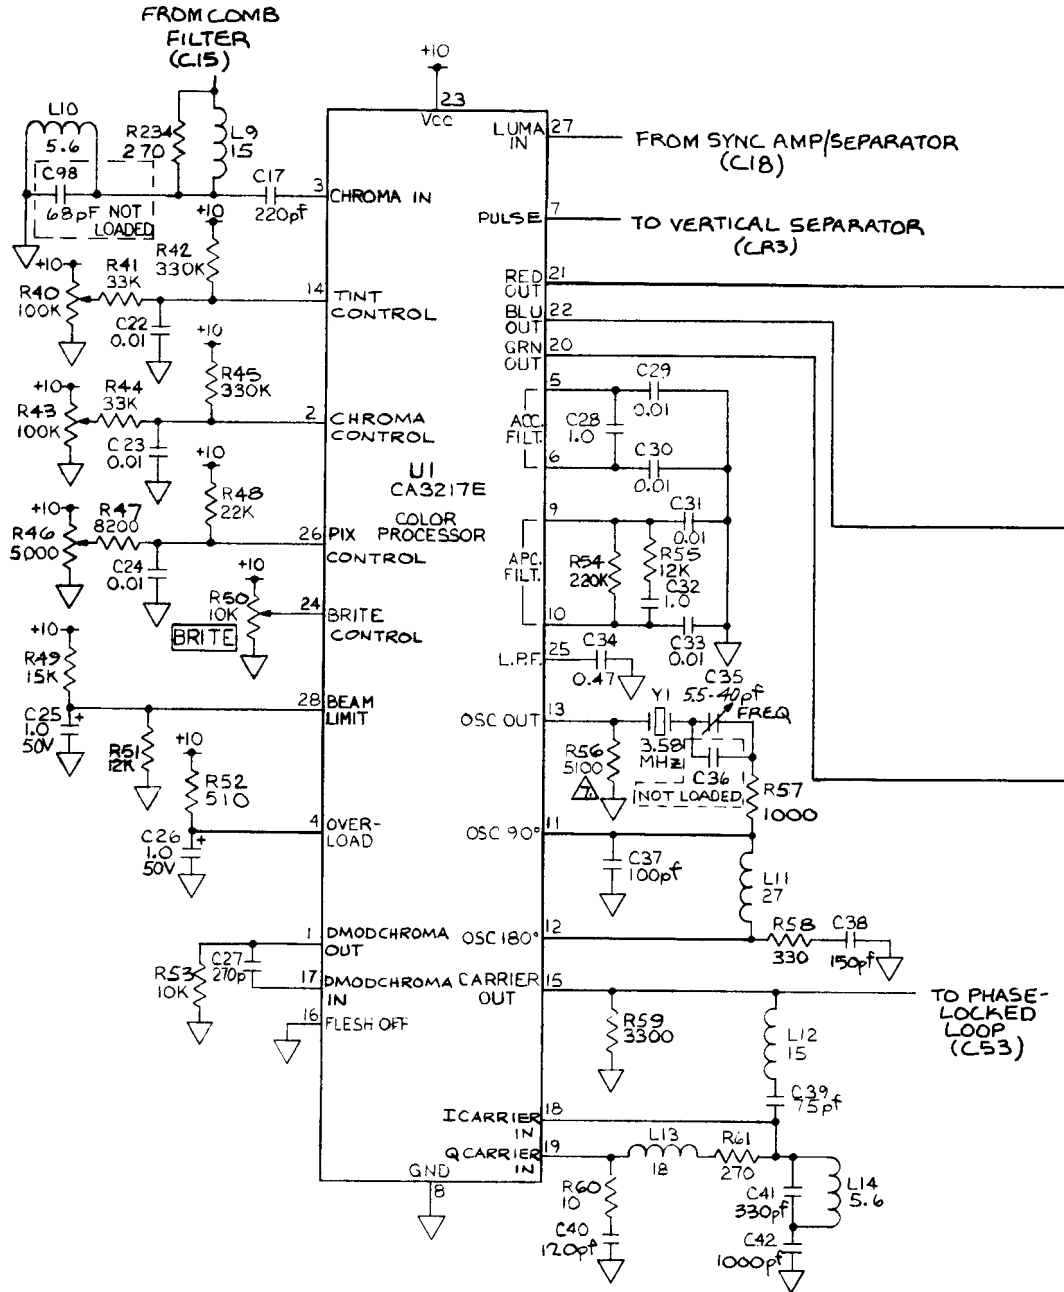 FROM COMB
FILTER
(C15)
+10
23
VCC
L10
5.6
C98
68pF NOT
LOADED
R234
270
L9
15
C17
220pf
3
CHROMA IN
LUMA
IN
27
FROM SYNC AMP/SEPARATOR
(C18)
PULSE
7
TO VERTICAL SEPARATOR
(CR3)
+10
R42
330K
+10
R41
33K
R40
100K
C22
0.01
14
TINT
CONTROL
RED
OUT
21
BLU
OUT
22
GRN
OUT
20
+10
R45
330K
+10
R44
33K
R43
100K
C23
0.01
2
CHROMA
CONTROL
5
C29
0.01
ACC.
FILT.
C28
1.0
6
C30
0.01
U1
CA3217E
COLOR
PROCESSOR
+10
R48
22K
+10
R47
8200
R46
5000
C24
0.01
26
PIX
CONTROL
9
C31
0.01
APC.
FILT.
R54
220K
R55
12K
C32
1.0
10
C33
0.01
+10
R50
10K
BRITE
24
BRITE
CONTROL
L.P.F.
25
C34
0.47
+10
R49
15K
C25
1.0
50V
+
R51
12K
28
BEAM
LIMIT
OSC OUT
13
R56
5100
7.
Y1
3.58
MHz
C35
5.5-40pf
FREQ
C36
NOT LOADED
R57
1000
+10
R52
510
C26
1.0
50V
+
4
OVER-
LOAD
OSC 90°
11
C37
100pf
L11
27
OSC 180°
12
R58
330
C38
150pf
1
DMODCHROMA
OUT
R53
10K
C27
270p
17
DMODCHROMA
IN
16
FLESH OFF
CARRIER
OUT
15
TO PHASE-
LOCKED
LOOP
(C53)
R59
3300
L12
15
C39
75pf
I CARRIER
IN
18
Q CARRIER
IN
19
L13
18
R61
270
R60
10
C40
120pf
C41
330pf
L14
5.6
C42
1000pf
GND
8